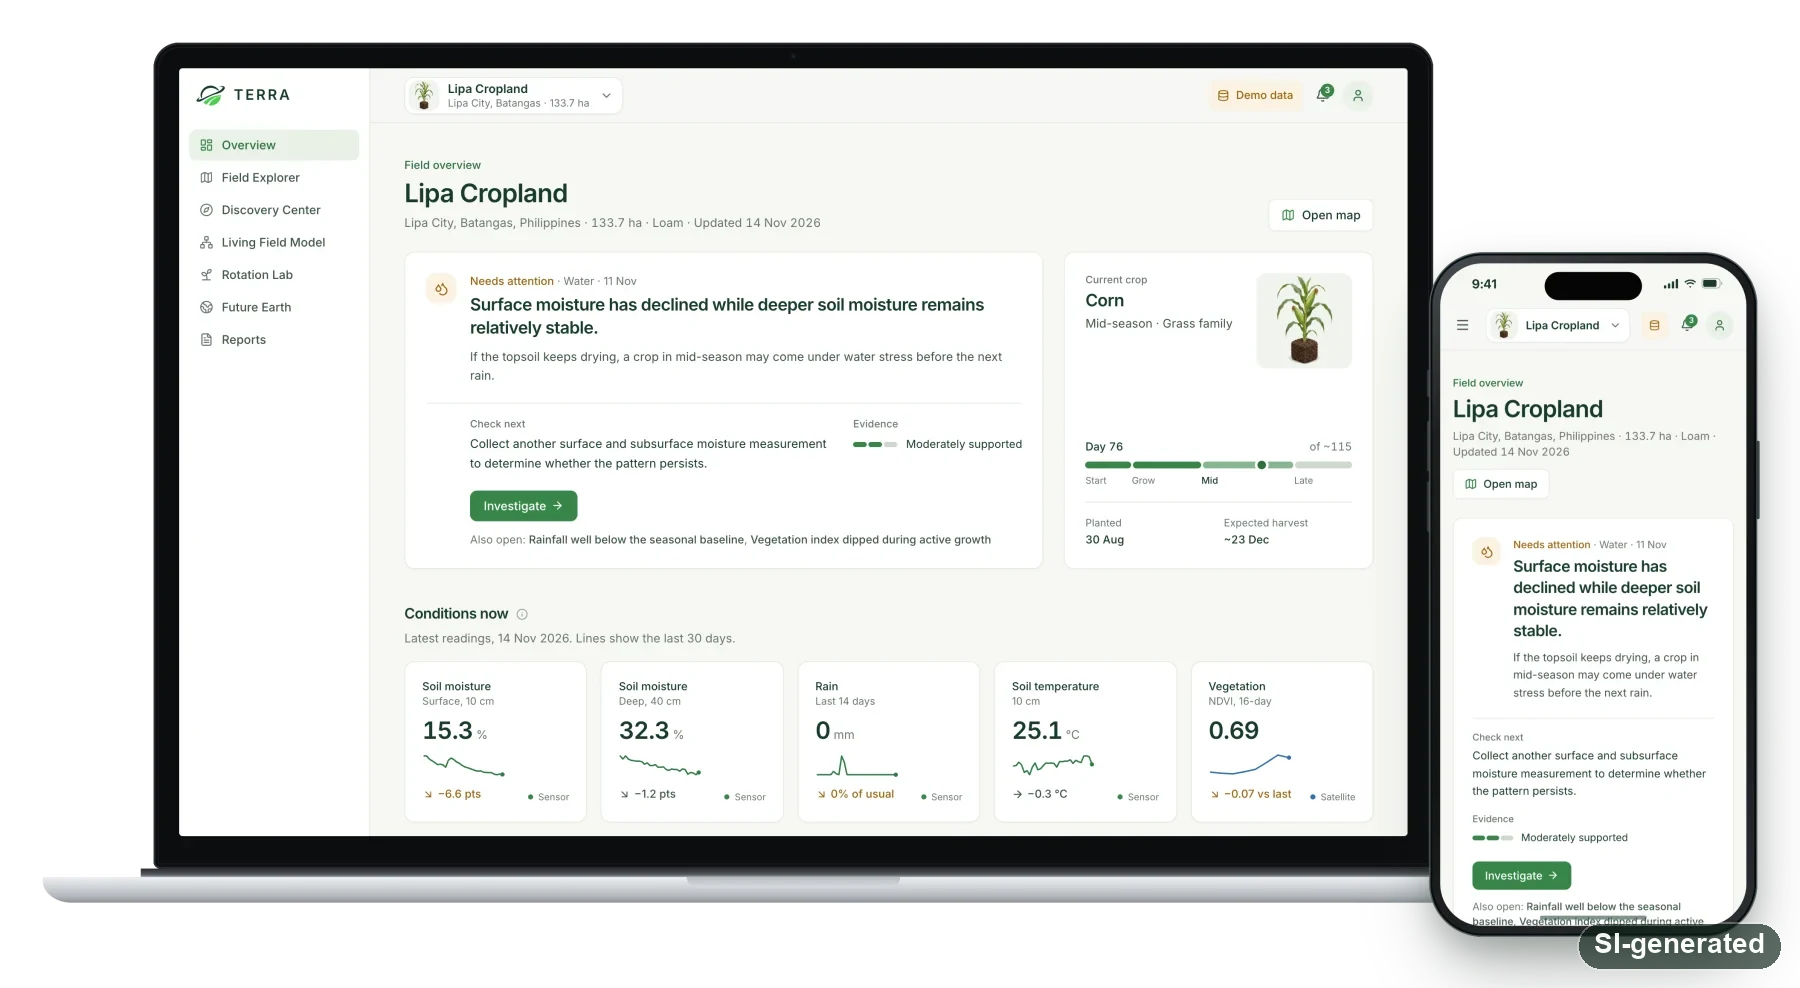 TERRA
Overview
Field Explorer
Discovery Center
Living Field Model
Rotation Lab
Future Earth
Reports
Lipa Cropland
Lipa City, Batangas · 133.7 ha
Demo data
3
Field overview
Lipa Cropland
Lipa City, Batangas, Philippines · 133.7 ha · Loam · Updated 14 Nov 2026
Open map
Needs attention · Water · 11 Nov
Surface moisture has declined while deeper soil moisture remains
relatively stable.
If the topsoil keeps drying, a crop in mid-season may come under water stress before the next
rain.
Check next
Collect another surface and subsurface moisture measurement
to determine whether the pattern persists.
Evidence
Moderately supported
Investigate →
Also open: Rainfall well below the seasonal baseline, Vegetation index dipped during active growth
Current crop
Corn
Mid-season · Grass family
Day 76
of ~115
Start Grow Mid Late
Planted
30 Aug
Expected harvest
~23 Dec
Conditions now
Latest readings, 14 Nov 2026. Lines show the last 30 days.
Soil moisture
Surface, 10 cm
15.3 %
↘ −6.6 pts
Sensor
Soil moisture
Deep, 40 cm
32.3 %
↘ −1.2 pts
Sensor
Rain
Last 14 days
0 mm
↘ 0% of usual
Sensor
Soil temperature
10 cm
25.1 °C
→ −0.3 °C
Sensor
Vegetation
NDVI, 16-day
0.69
↘ −0.07 vs last
Satellite
9:41
Lipa Cropland
3
Field overview
Lipa Cropland
Lipa City, Batangas, Philippines · 133.7 ha · Loam ·
Updated 14 Nov 2026
Open map
Needs attention · Water · 11 Nov
Surface moisture has
declined while deeper soil
moisture remains relatively
stable.
If the topsoil keeps drying, a crop in
mid-season may come under water
stress before the next rain.
Check next
Collect another surface and subsurface
moisture measurement to determine whether
the pattern persists.
Evidence
Moderately supported
Investigate →
Also open: Rainfall well below the seasonal
baseline, Vegetation index dipped during active
SI-generated